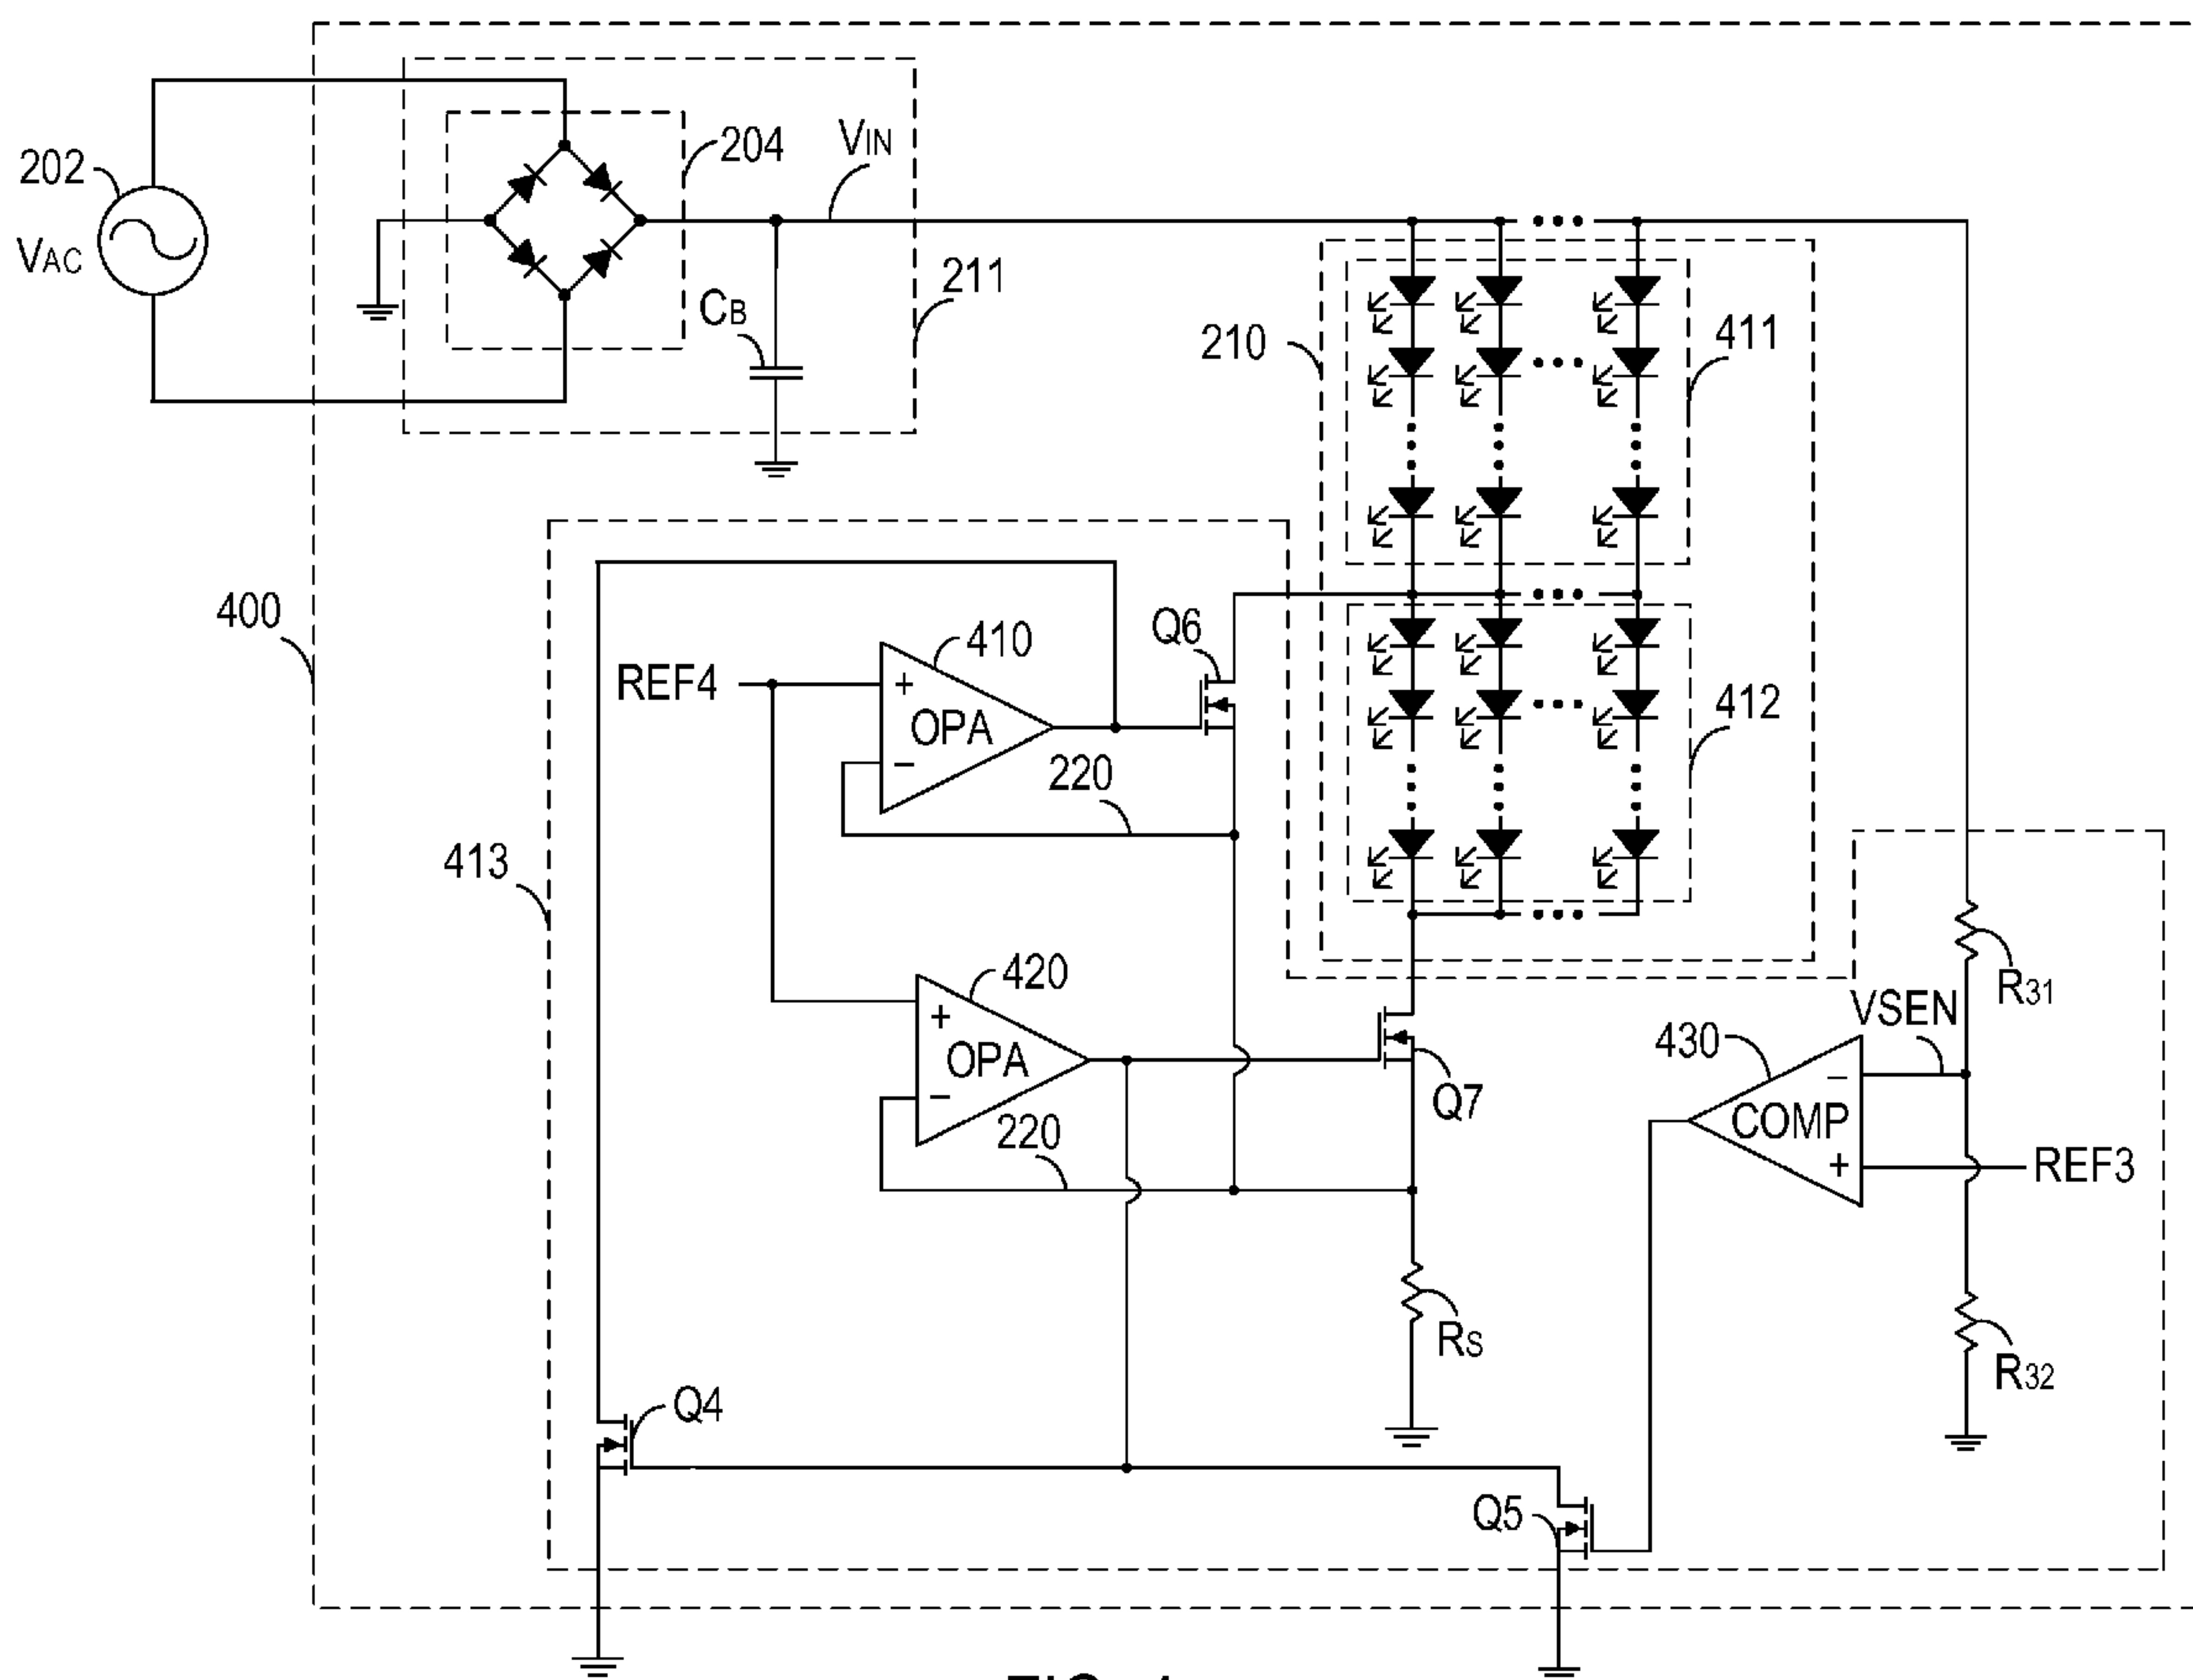 202
VAC
204
VIN
CB
211
210
411
412
400
413
REF4
410
+
OPA
−
Q6
220
420
+
OPA
−
220
Q7
RS
R31
VSEN
430
−
COMP
+
REF3
R32
Q4
Q5